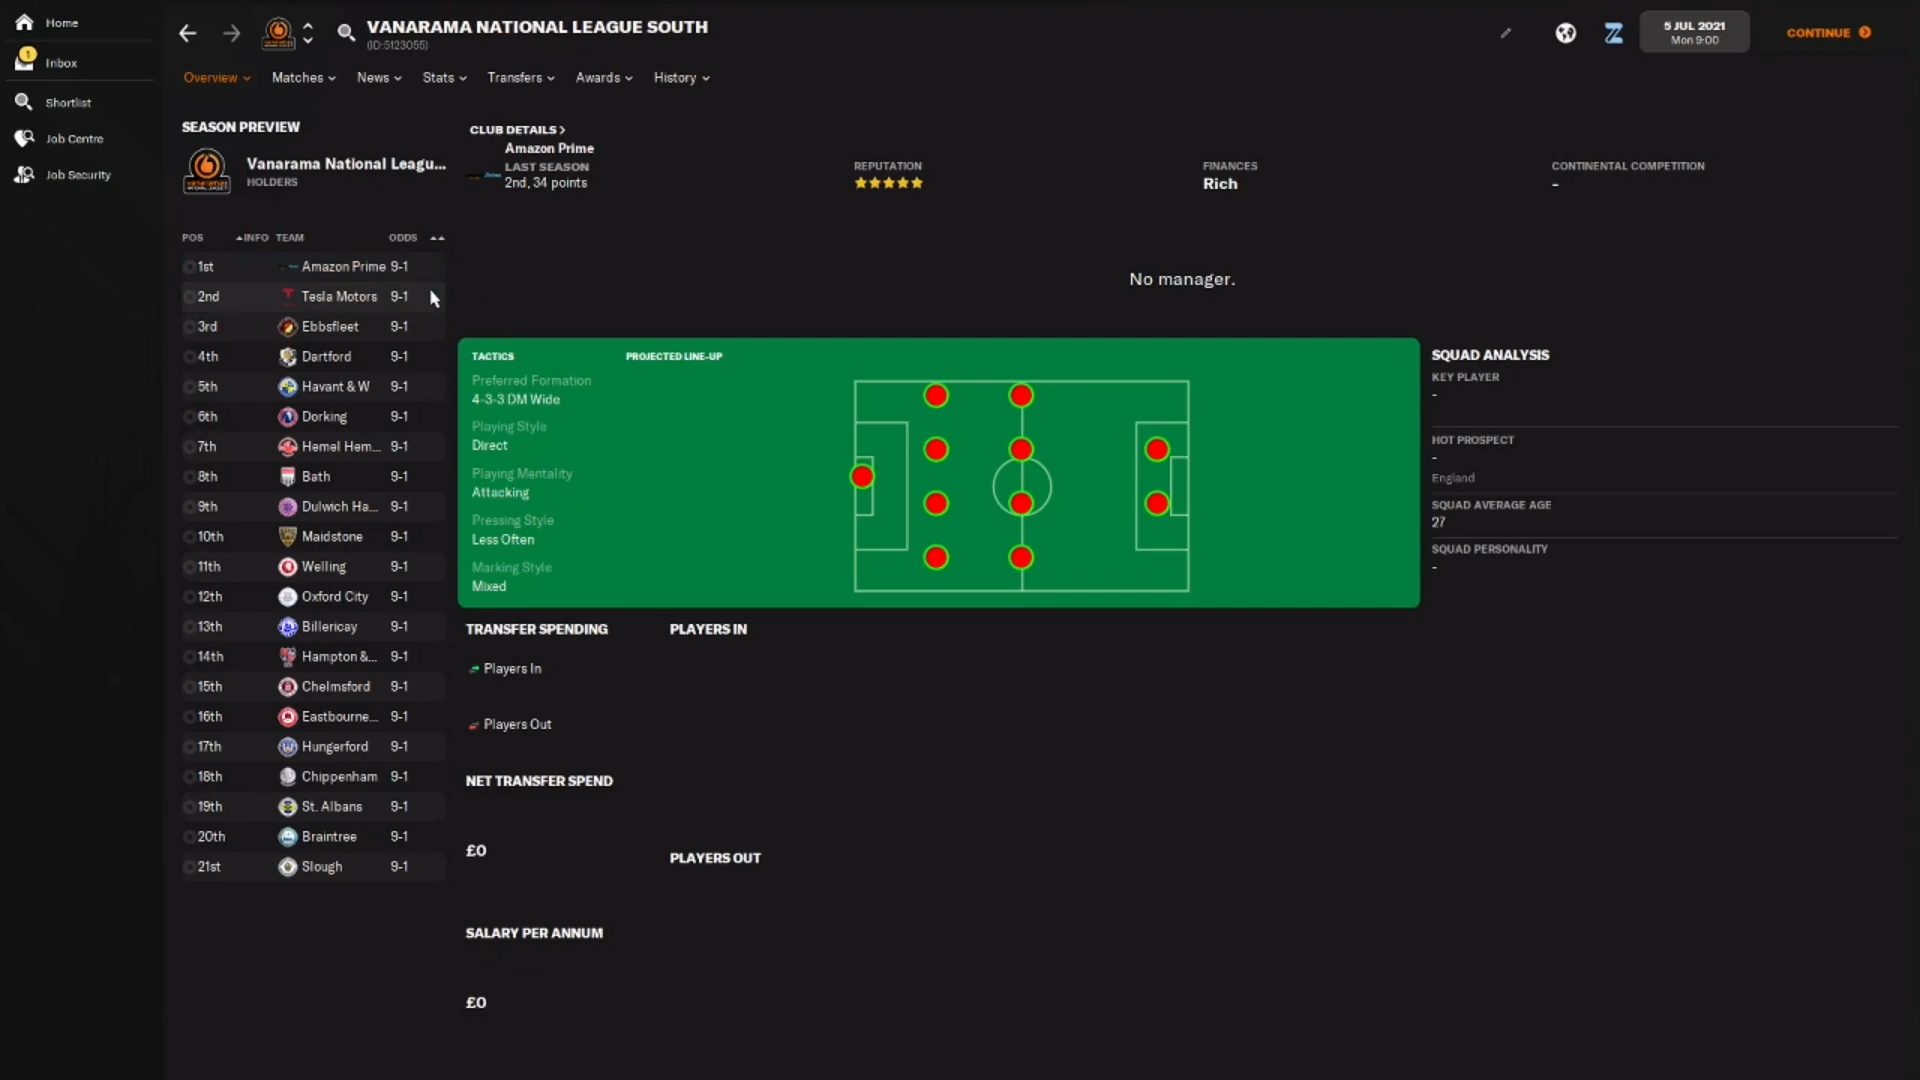 Home
1
Inbox
Shortlist
Job Centre
Job Security
VANARAMA NATIONAL LEAGUE SOUTH
(ID:5123055)
5 JUL 2021
Mon 9:00
CONTINUE
Overview
Matches
News
Stats
Transfers
Awards
History
SEASON PREVIEW
Vanarama National Leagu...
HOLDERS
POS INFO TEAM ODDS
1st Amazon Prime 9-1
2nd Tesla Motors 9-1
3rd Ebbsfleet 9-1
4th Dartford 9-1
5th Havant & W 9-1
6th Dorking 9-1
7th Hemel Hem... 9-1
8th Bath 9-1
9th Dulwich Ha... 9-1
10th Maidstone 9-1
11th Welling 9-1
12th Oxford City 9-1
13th Billericay 9-1
14th Hampton &... 9-1
15th Chelmsford 9-1
16th Eastbourne... 9-1
17th Hungerford 9-1
18th Chippenham 9-1
19th St. Albans 9-1
20th Braintree 9-1
21st Slough 9-1
CLUB DETAILS >
Amazon Prime
LAST SEASON
2nd, 34 points
REPUTATION
FINANCES
Rich
CONTINENTAL COMPETITION
-
No manager.
TACTICS
PROJECTED LINE-UP
Preferred Formation
4-3-3 DM Wide
Playing Style
Direct
Playing Mentality
Attacking
Pressing Style
Less Often
Marking Style
Mixed
SQUAD ANALYSIS
KEY PLAYER
-
HOT PROSPECT
-
England
SQUAD AVERAGE AGE
27
SQUAD PERSONALITY
-
TRANSFER SPENDING
Players In
Players Out
NET TRANSFER SPEND
£0
SALARY PER ANNUM
£0
PLAYERS IN
PLAYERS OUT